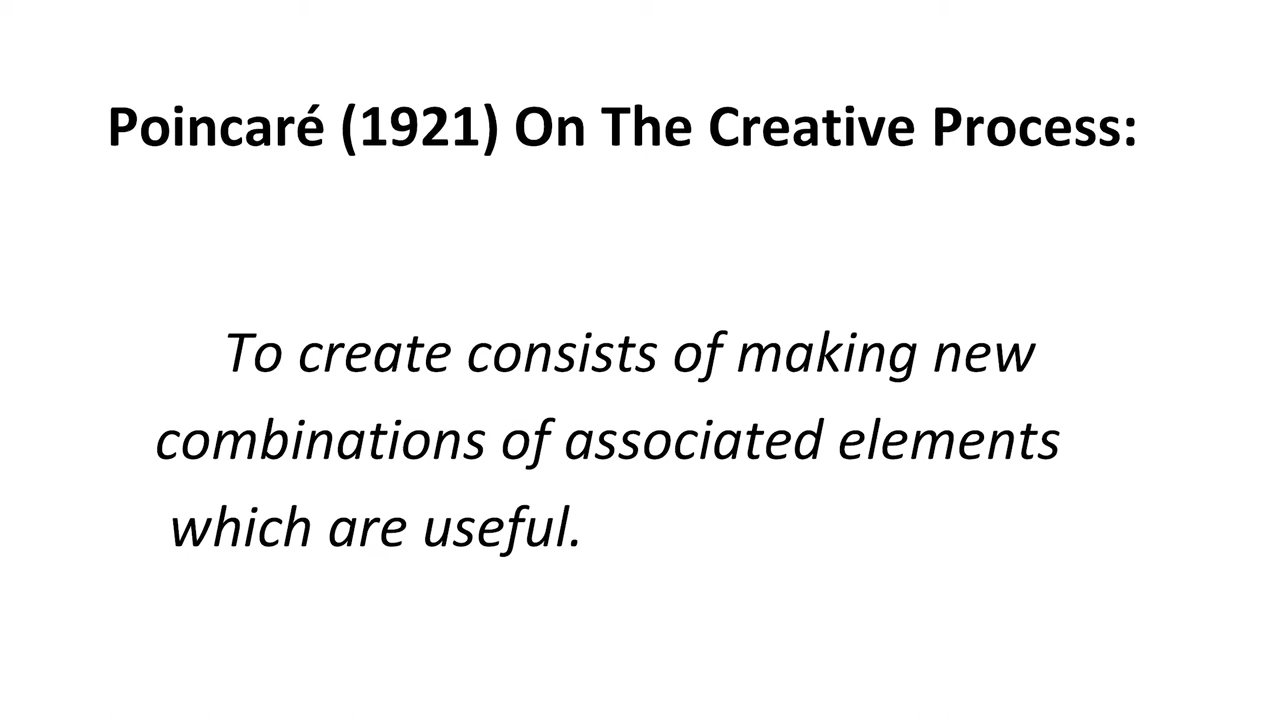 Poincaré (1921) On The Creative Process:
To create consists of making new
combinations of associated elements
which are useful.